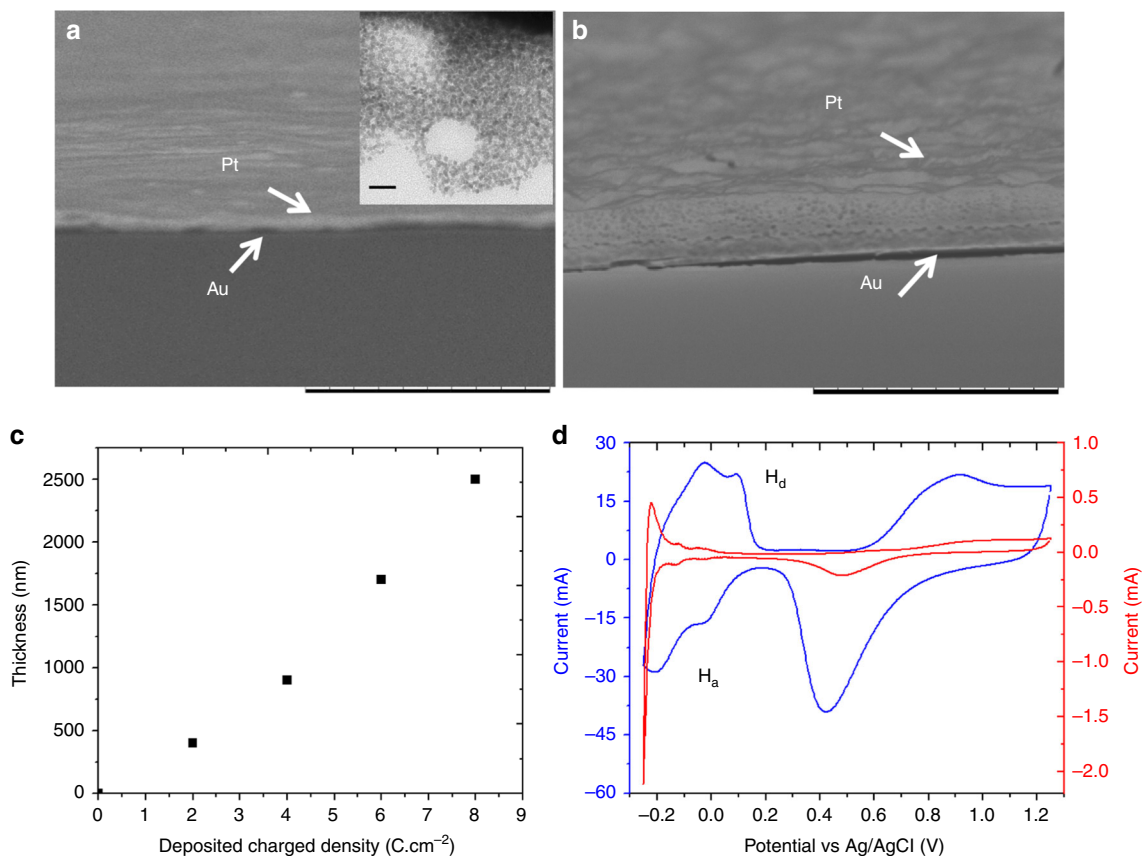 a
Pt
Au
b
Pt
Au
c
Thickness (nm)
2500
2000
1500
1000
500
0
0 1 2 3 4 5 6 7 8 9
Deposited charged density (C.cm⁻²)
d
Current (mA)
30
15
0
−15
−30
−45
−60
H_d
H_a
1.0
0.5
0.0
−0.5
−1.0
−1.5
−2.0
Current (mA)
−0.2 0.0 0.2 0.4 0.6 0.8 1.0 1.2
Potential vs Ag/AgCl (V)